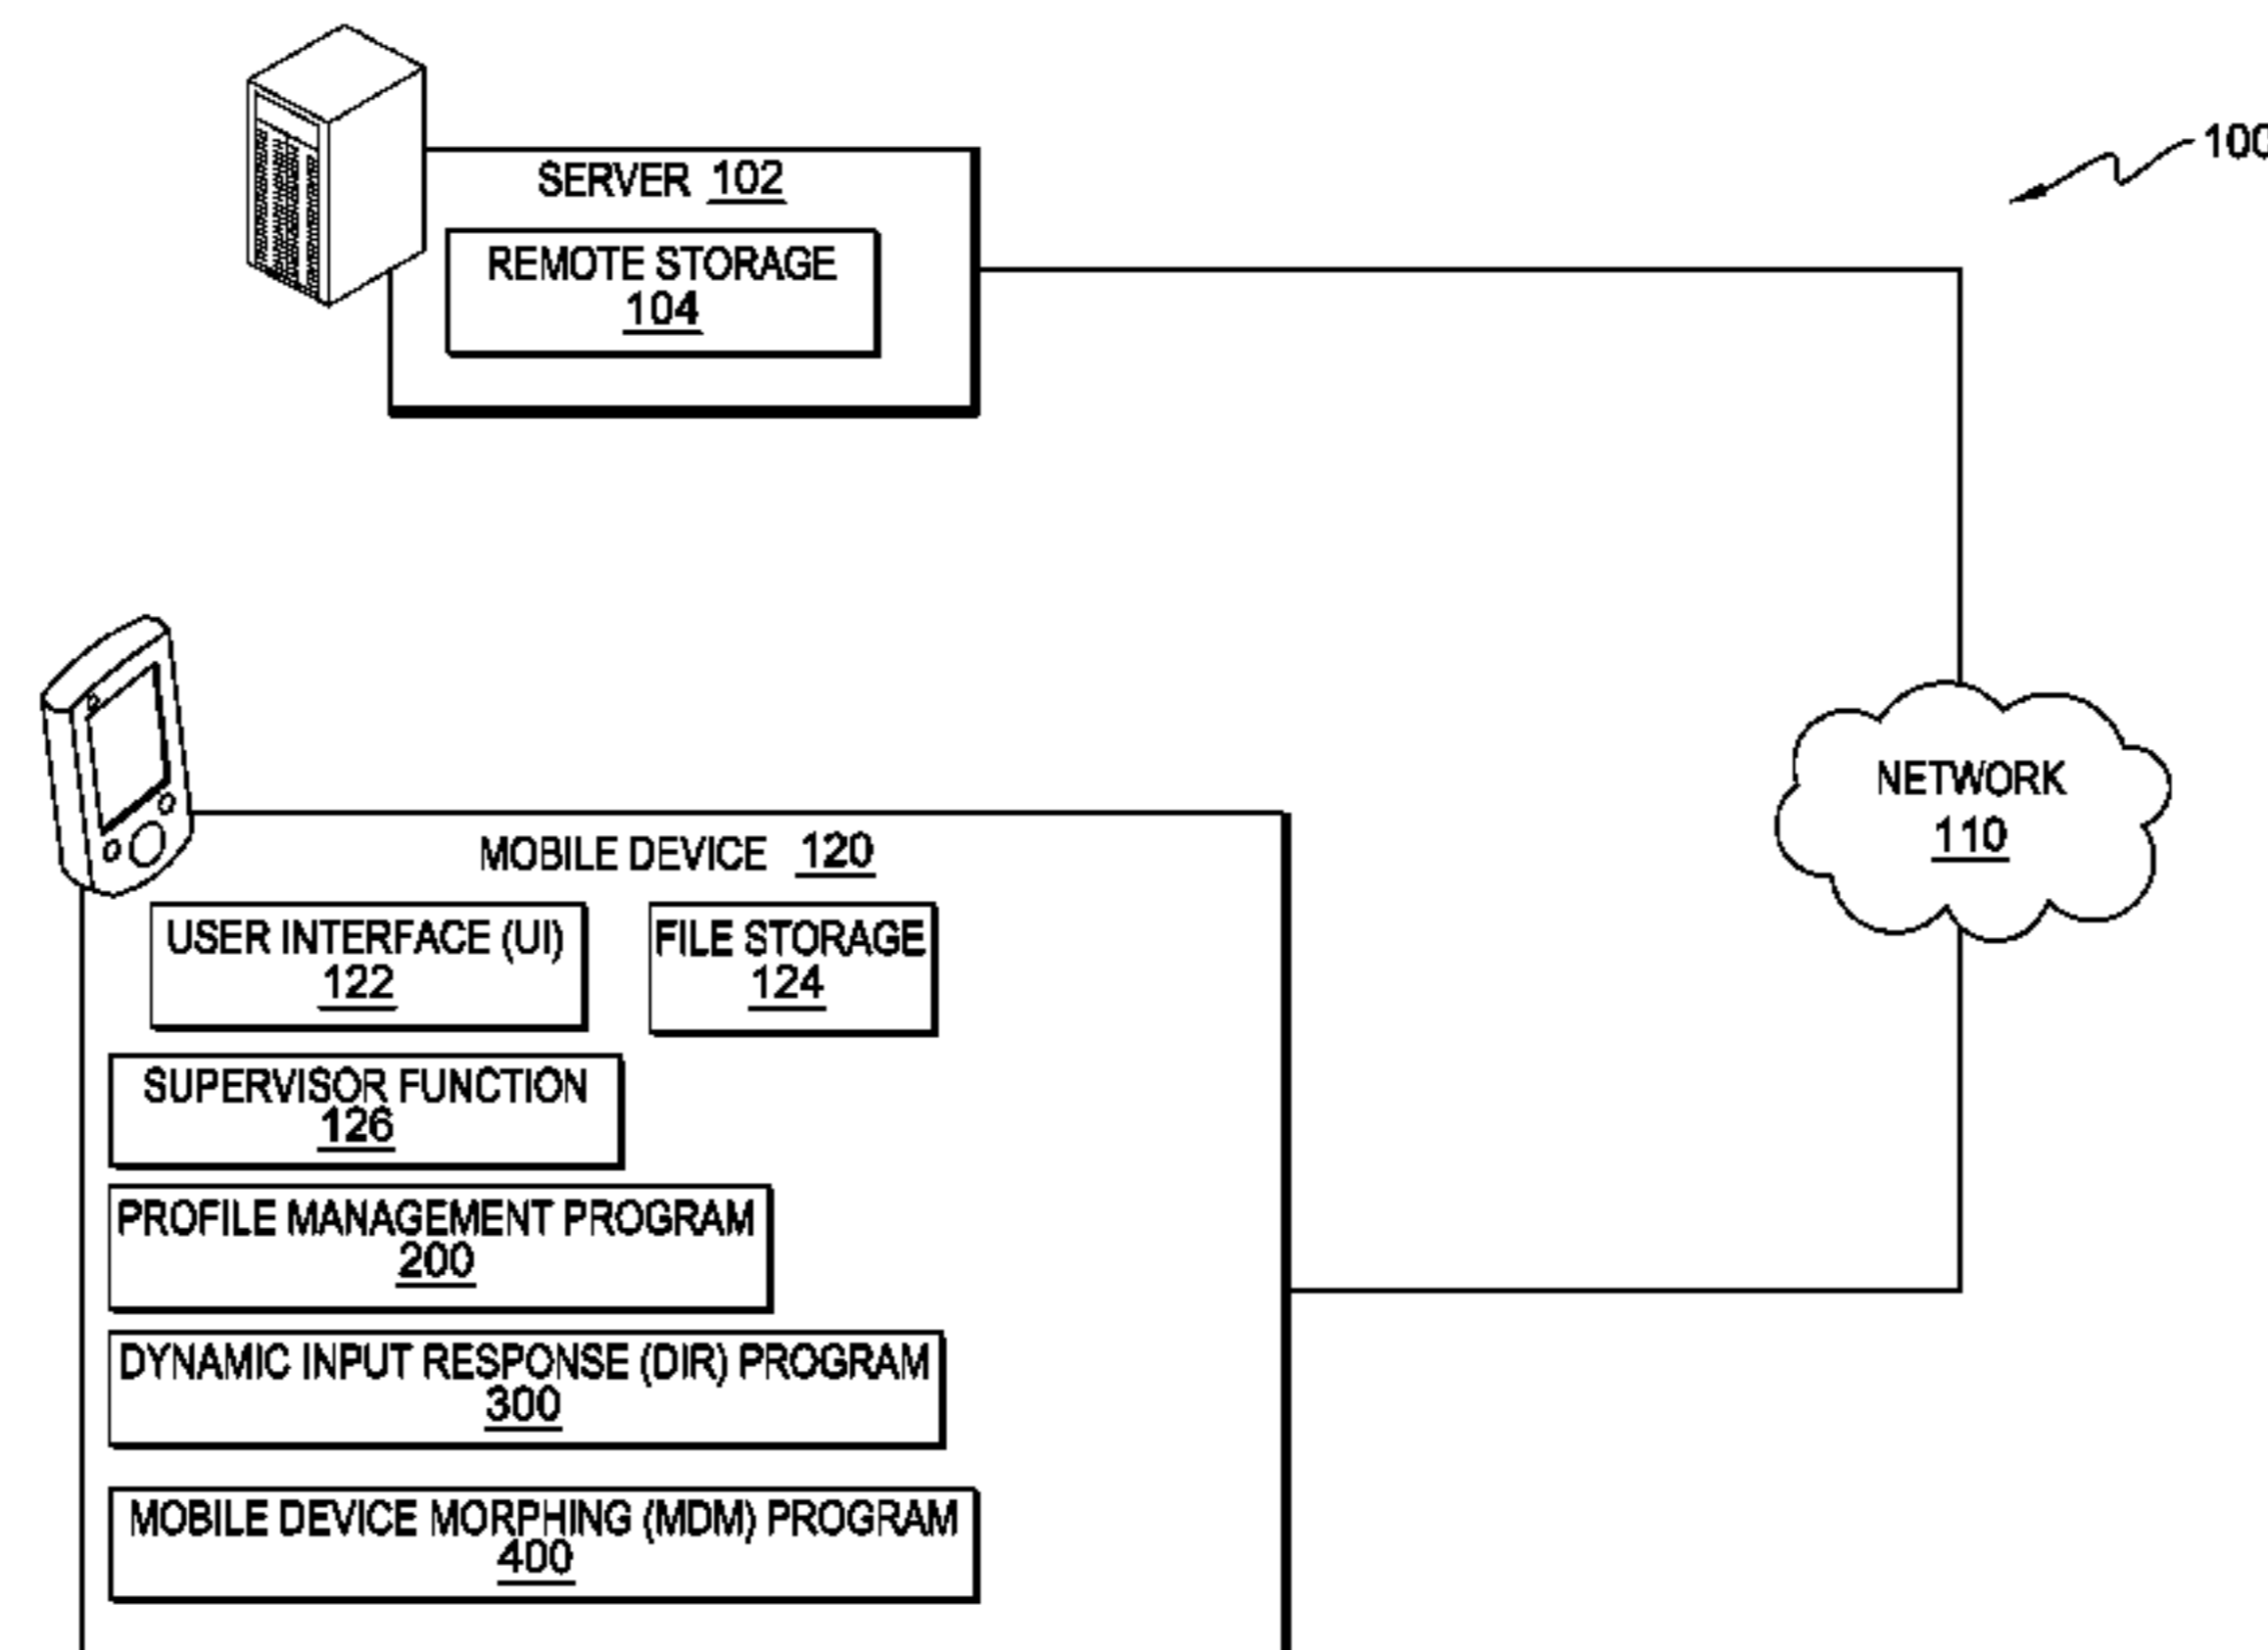 100
SERVER 102
REMOTE STORAGE
104
NETWORK
110
MOBILE DEVICE 120
USER INTERFACE (UI)
122
FILE STORAGE
124
SUPERVISOR FUNCTION
126
PROFILE MANAGEMENT PROGRAM
200
DYNAMIC INPUT RESPONSE (DIR) PROGRAM
300
MOBILE DEVICE MORPHING (MDM) PROGRAM
400